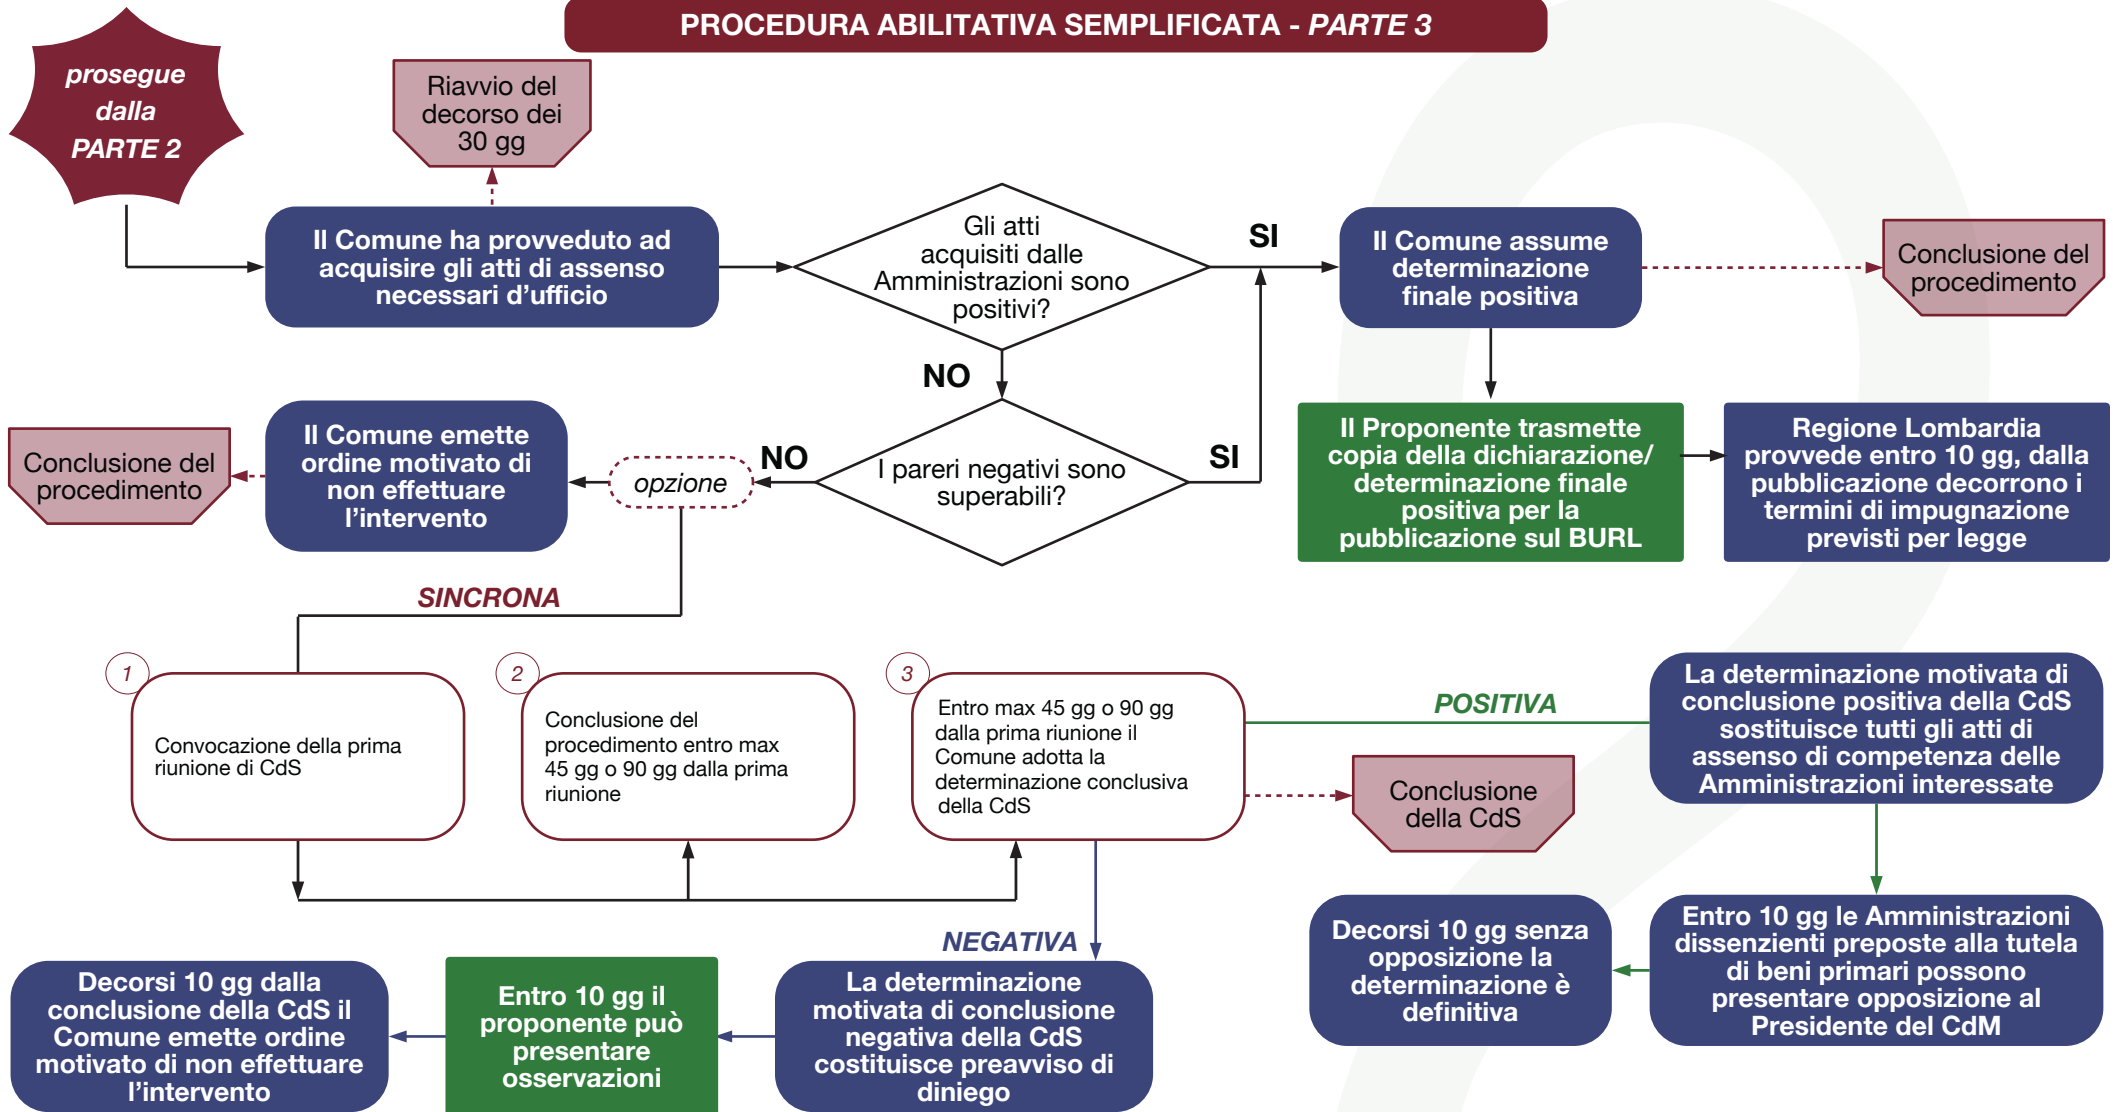 PROCEDURA ABILITATIVA SEMPLIFICATA - PARTE 3
prosegue
dalla
PARTE 2
Riavvio del
decorso dei
30 gg
Il Comune ha provveduto ad
acquisire gli atti di assenso
necessari d’ufficio
Gli atti
acquisiti dalle
Amministrazioni sono
positivi?
SI
Il Comune assume
determinazione
finale positiva
Conclusione del
procedimento
NO
Conclusione del
procedimento
Il Comune emette
ordine motivato di
non effettuare
l’intervento
opzione
NO
I pareri negativi sono
superabili?
SI
Il Proponente trasmette
copia della dichiarazione/
determinazione finale
positiva per la
pubblicazione sul BURL
Regione Lombardia
provvede entro 10 gg, dalla
pubblicazione decorrono i
termini di impugnazione
previsti per legge
SINCRONA
1
Convocazione della prima
riunione di CdS
2
Conclusione del
procedimento entro max
45 gg o 90 gg dalla prima
riunione
3
Entro max 45 gg o 90 gg
dalla prima riunione il
Comune adotta la
determinazione conclusiva
della CdS
POSITIVA
La determinazione motivata di
conclusione positiva della CdS
sostituisce tutti gli atti di
assenso di competenza delle
Amministrazioni interessate
Conclusione
della CdS
NEGATIVA
Decorsi 10 gg dalla
conclusione della CdS il
Comune emette ordine
motivato di non effettuare
l’intervento
Entro 10 gg il
proponente può
presentare
osservazioni
La determinazione
motivata di conclusione
negativa della CdS
costituisce preavviso di
diniego
Decorsi 10 gg senza
opposizione la
determinazione è
definitiva
Entro 10 gg le Amministrazioni
dissenzienti preposte alla tutela
di beni primari possono
presentare opposizione al
Presidente del CdM